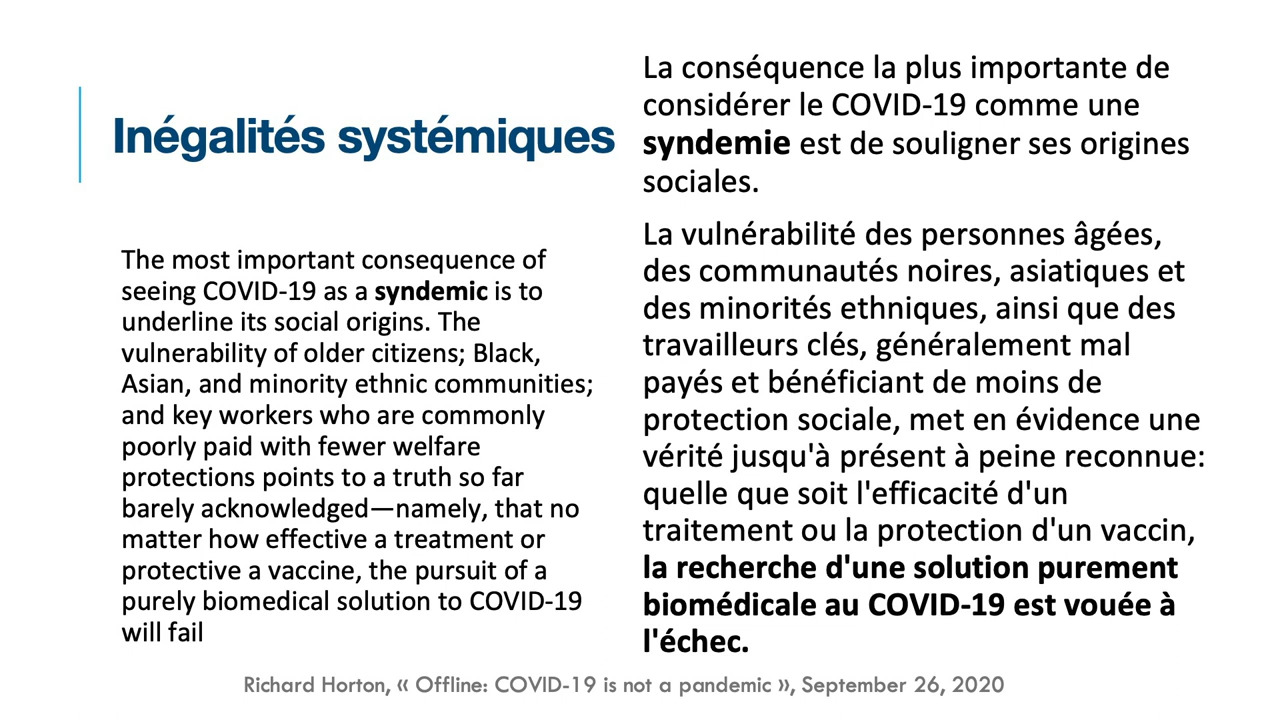 Inégalités systémiques
The most important consequence of
seeing COVID-19 as a syndemic is to
underline its social origins. The
vulnerability of older citizens; Black,
Asian, and minority ethnic communities;
and key workers who are commonly
poorly paid with fewer welfare
protections points to a truth so far
barely acknowledged—namely, that no
matter how effective a treatment or
protective a vaccine, the pursuit of a
purely biomedical solution to COVID-19
will fail
La conséquence la plus importante de
considérer le COVID-19 comme une
syndemie est de souligner ses origines
sociales.
La vulnérabilité des personnes âgées,
des communautés noires, asiatiques et
des minorités ethniques, ainsi que des
travailleurs clés, généralement mal
payés et bénéficiant de moins de
protection sociale, met en évidence une
vérité jusqu'à présent à peine reconnue:
quelle que soit l'efficacité d'un
traitement ou la protection d'un vaccin,
la recherche d'une solution purement
biomédicale au COVID-19 est vouée à
l'échec.
Richard Horton, « Offline: COVID-19 is not a pandemic », September 26, 2020